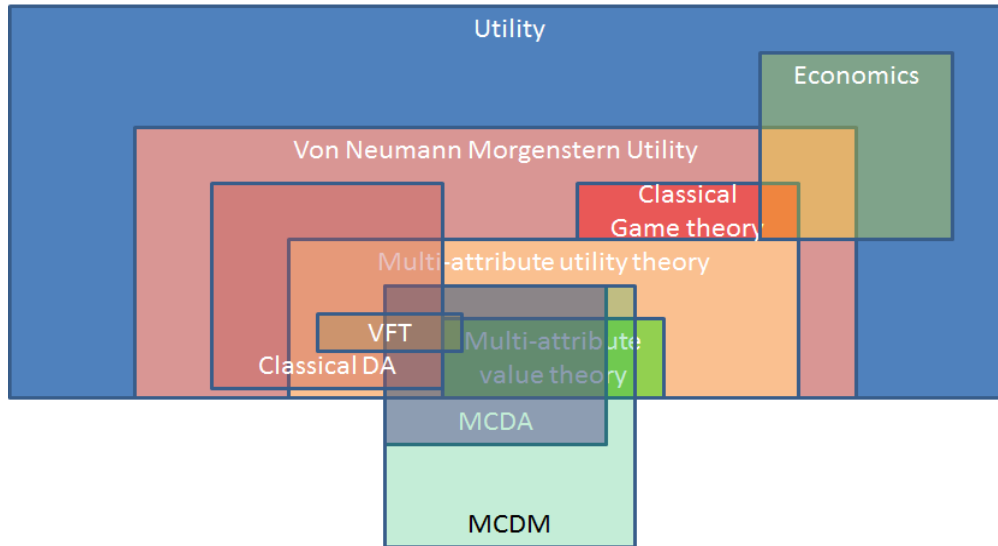 Utility
Economics
Von Neumann Morgenstern Utility
Classical
Game theory
Multi-attribute utility theory
VFT
Multi-attribute
value theory
Classical DA
MCDA
MCDM